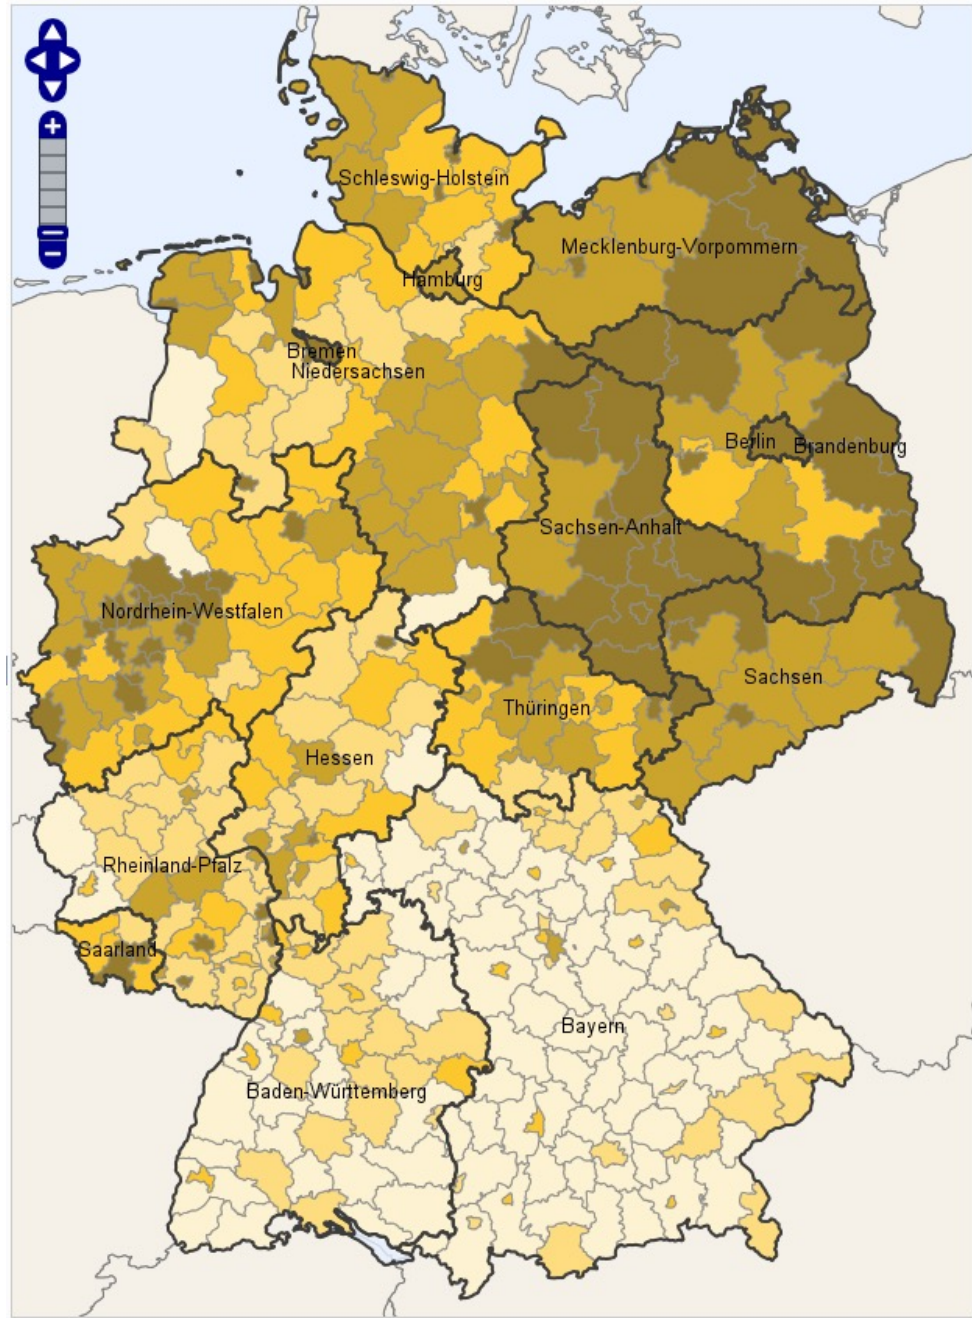 Schleswig-Holstein
Mecklenburg-Vorpommern
Hamburg
Bremen
Niedersachsen
Berlin
Brandenburg
Sachsen-Anhalt
Nordrhein-Westfalen
Sachsen
Thüringen
Hessen
Rheinland-Pfalz
Saarland
Bayern
Baden-Württemberg